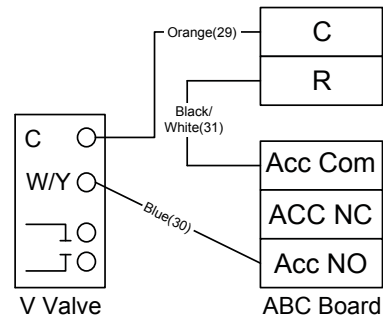 Orange(29)
C
R
Black/
White(31)
C
W/Y
Acc Com
ACC NC
Blue(30)
Acc NO
V Valve
ABC Board